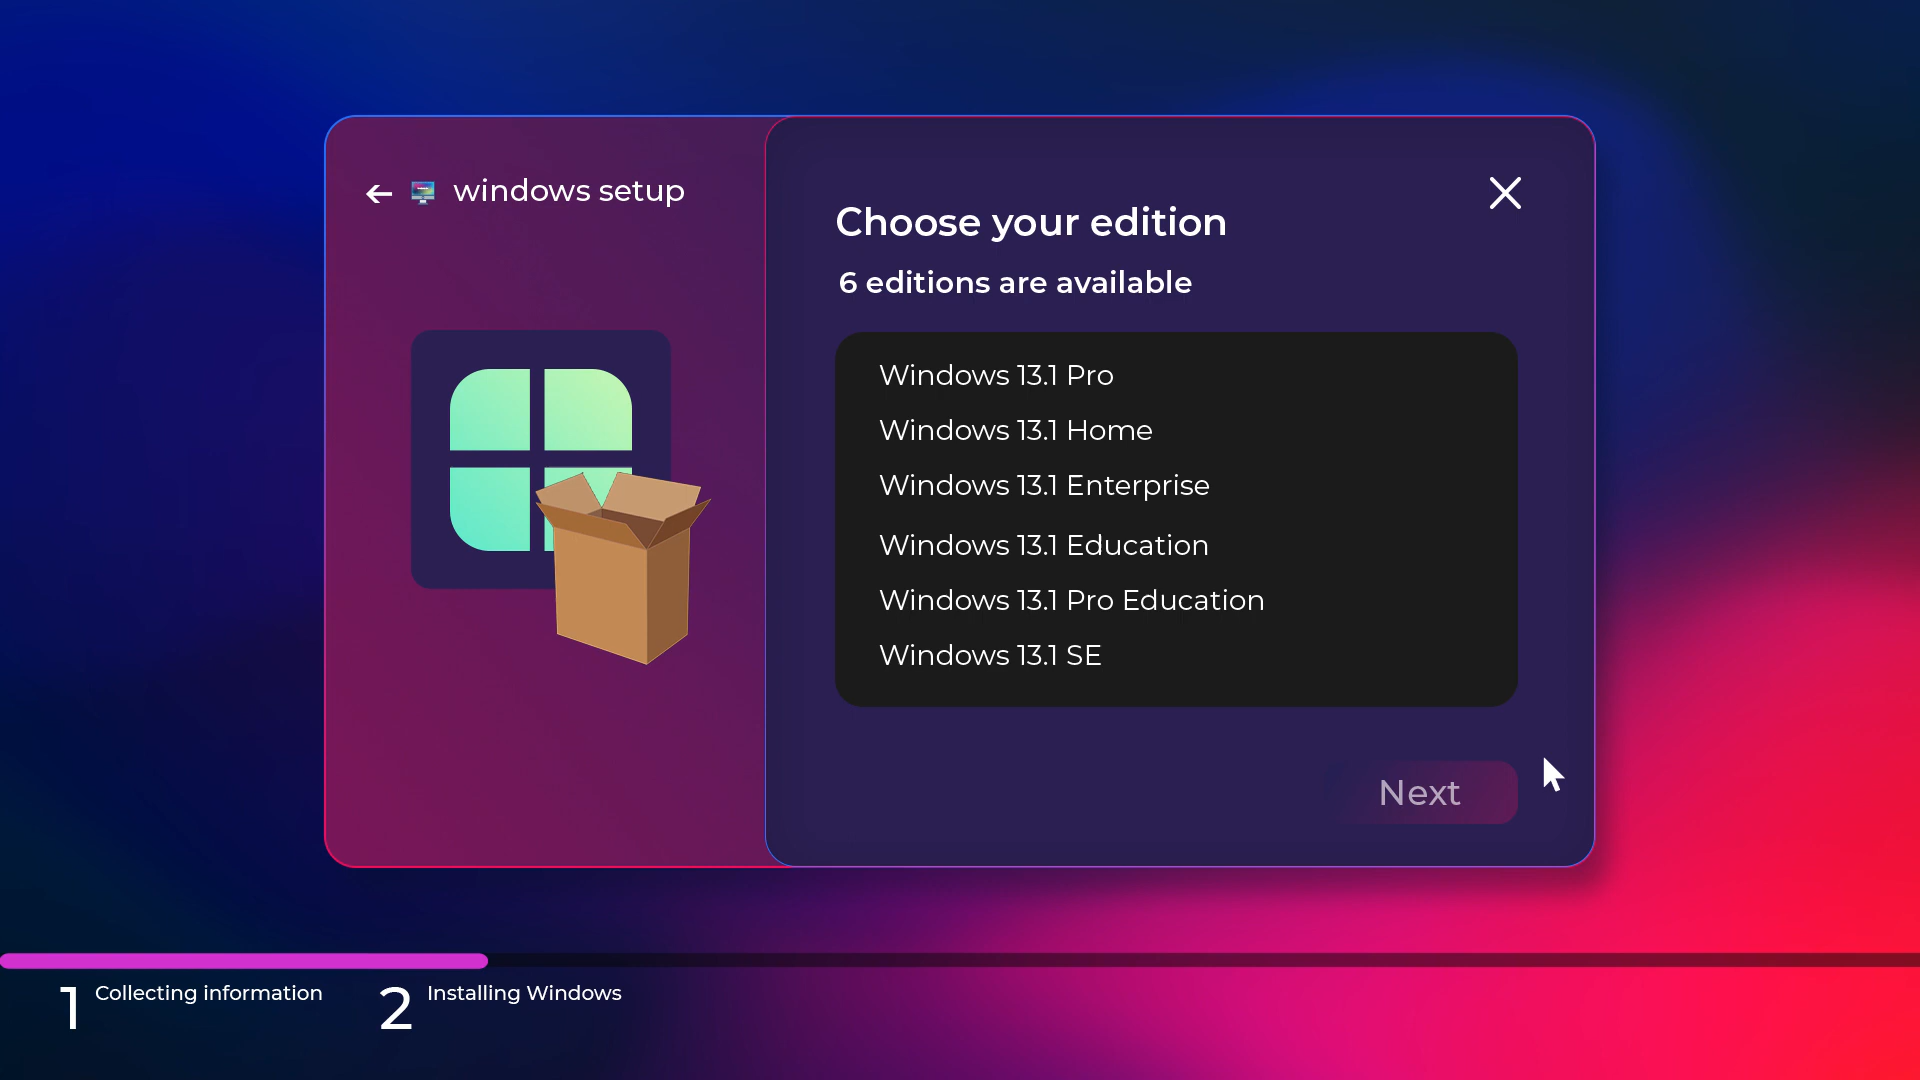 windows setup
Choose your edition
6 editions are available
Windows 13.1 Pro
Windows 13.1 Home
Windows 13.1 Enterprise
Windows 13.1 Education
Windows 13.1 Pro Education
Windows 13.1 SE
Next
1 Collecting information
2 Installing Windows